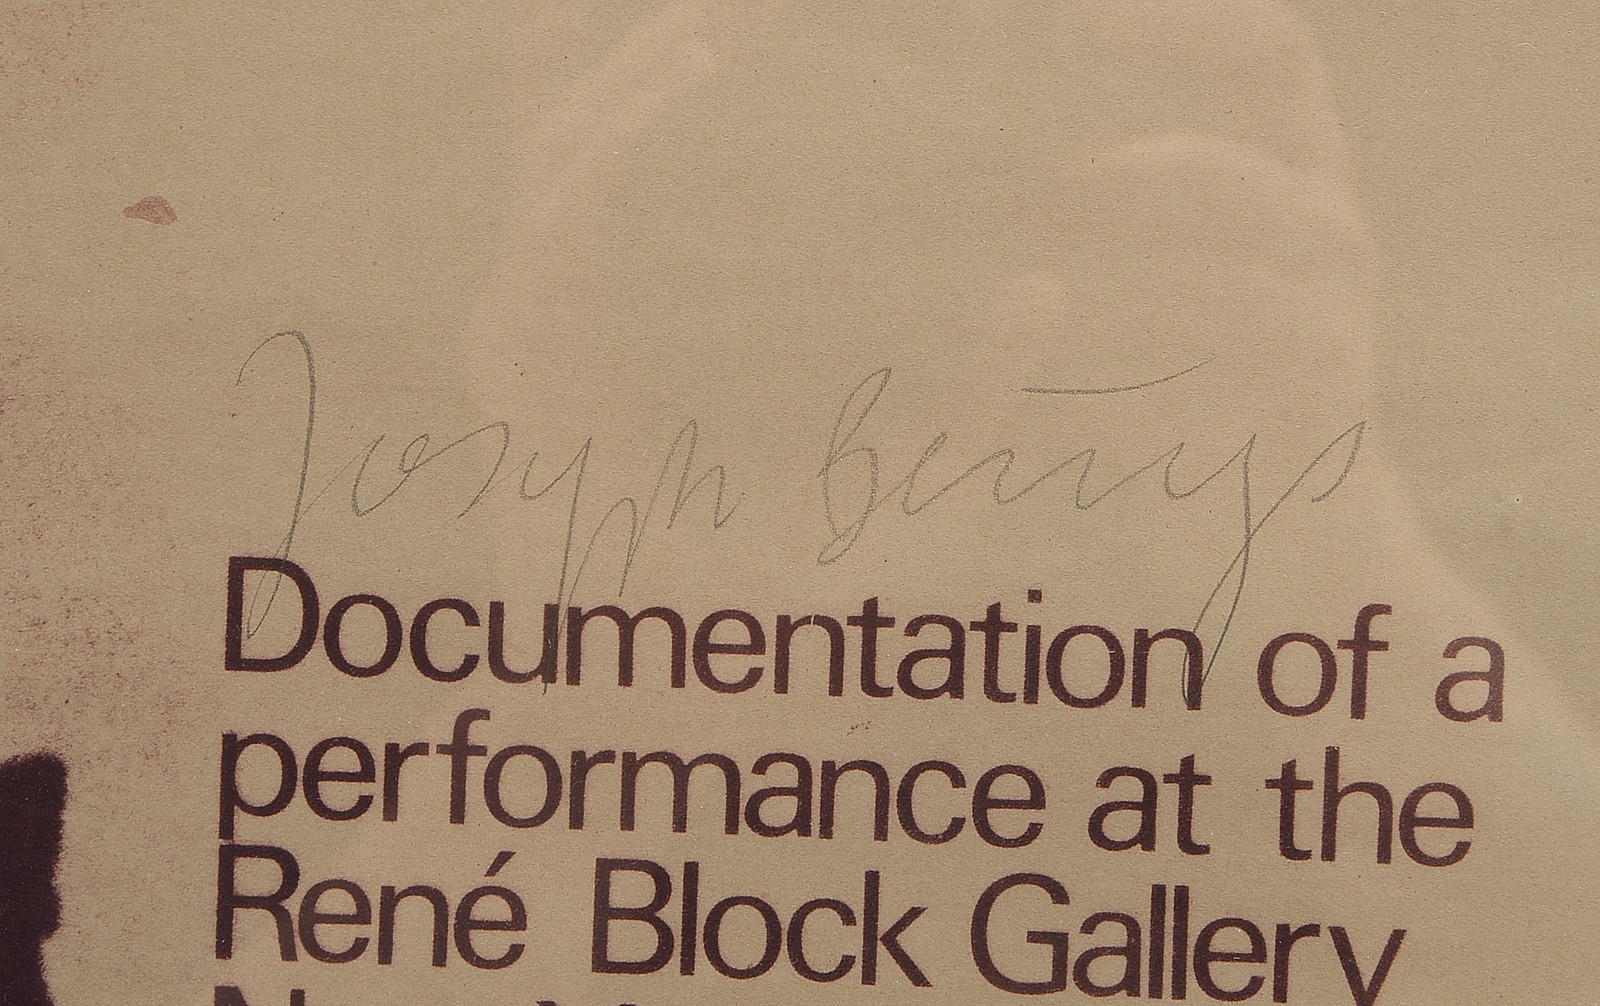 Joseph Beuys
Documentation of a
performance at the
René Block Gallery